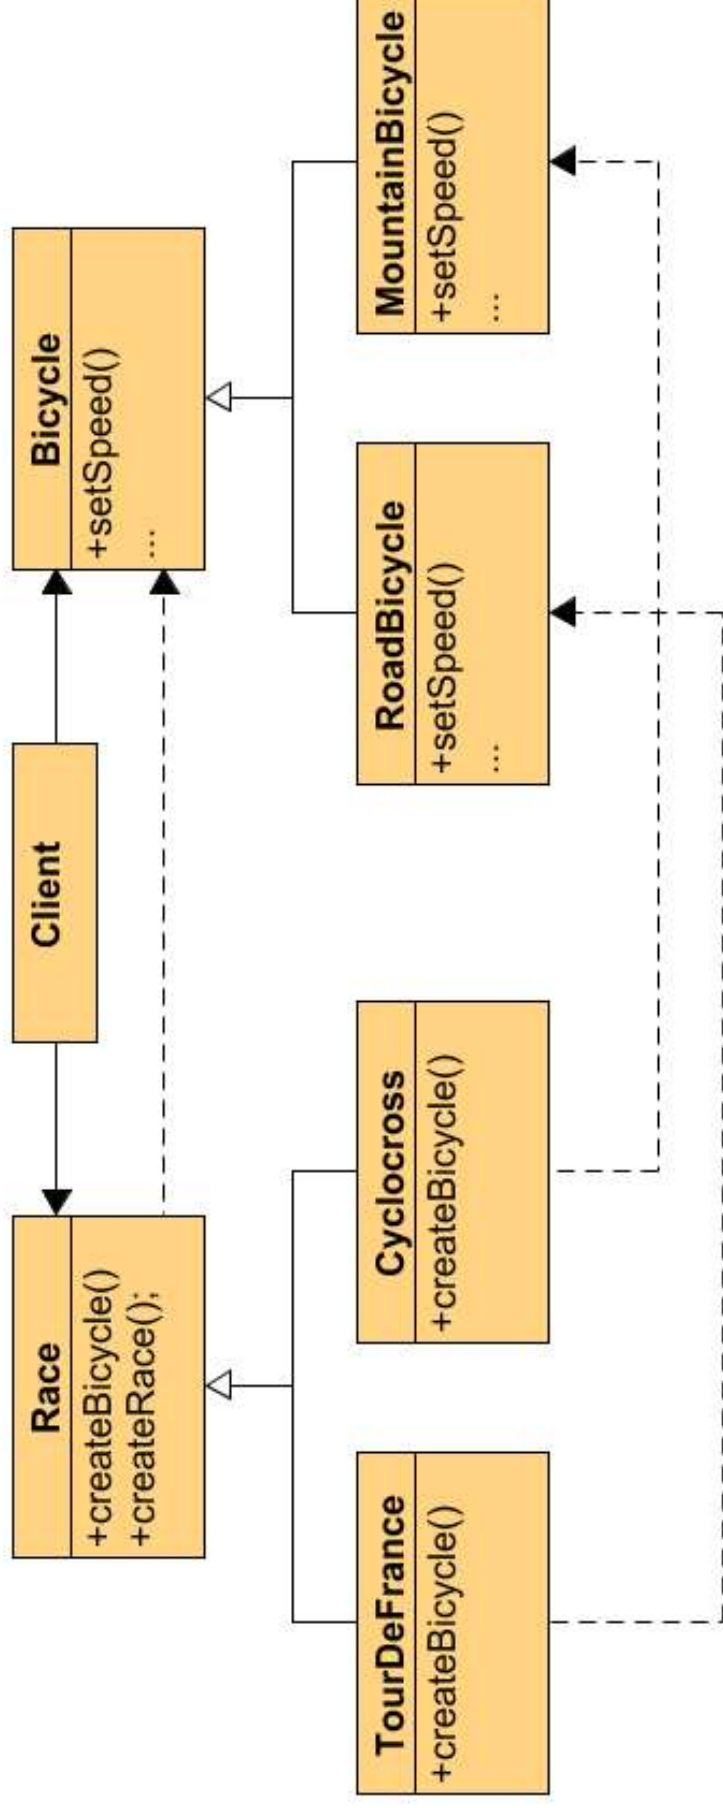 Race
+createBicycle()
+createRace();
Client
Bicycle
+setSpeed()
...
TourDeFrance
+createBicycle()
Cyclocross
+createBicycle()
RoadBicycle
+setSpeed()
...
MountainBicycle
+setSpeed()
...